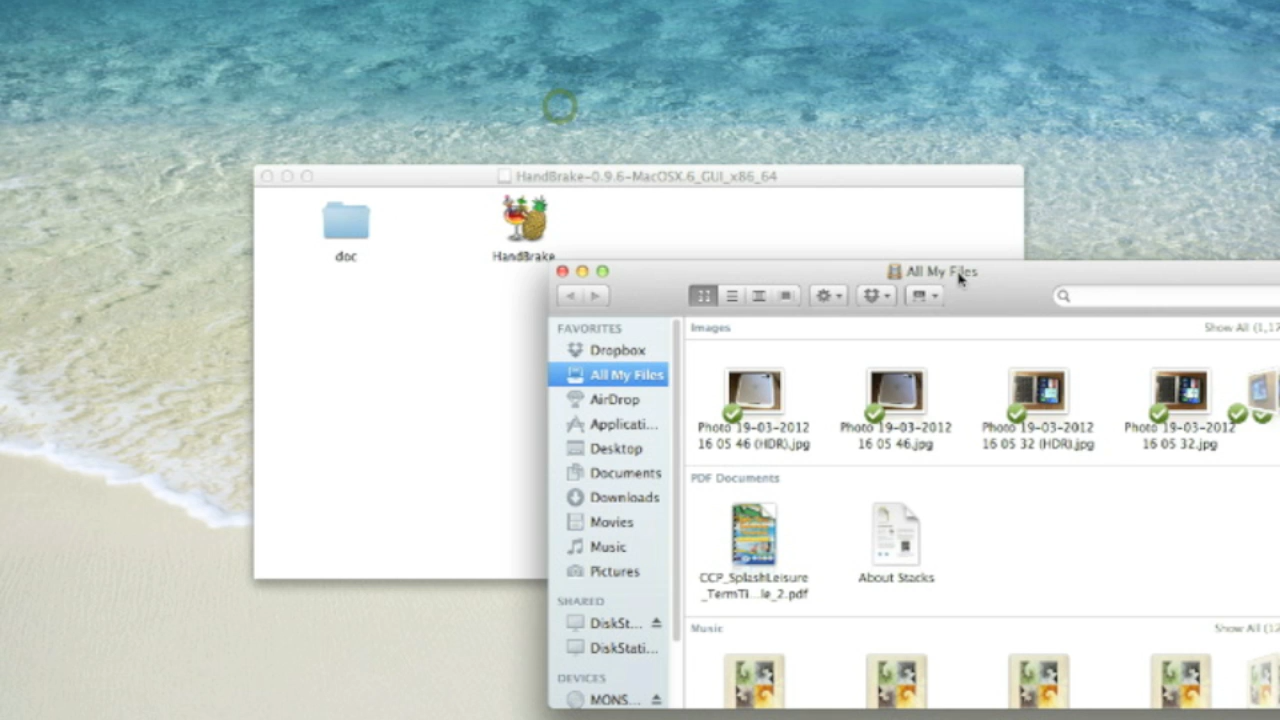 HandBrake-0.9.6-MacOSX.6_GUI_x86_64
doc
HandBrake
All My Files
FAVORITES
Dropbox
All My Files
AirDrop
Applicati...
Desktop
Documents
Downloads
Movies
Music
Pictures
SHARED
DiskSt...
DiskStati...
DEVICES
MONS...
Images
Show All (1,17
Photo 19-03-2012
16 05 46 (HDR).jpg
Photo 19-03-2012
16 05 46.jpg
Photo 19-03-2012
16 05 32 (HDR).jpg
Photo 19-03-2012
16 05 32.jpg
PDF Documents
CCP_SplashLeisure
_TermTi...le_2.pdf
About Stacks
Music
Show All (12